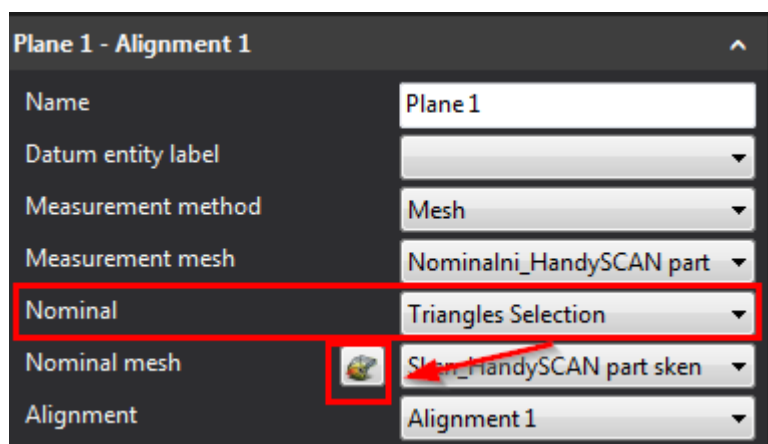 Plane 1 - Alignment 1
Name Plane 1
Datum entity label
Measurement method Mesh
Measurement mesh Nominalni_HandySCAN part
Nominal Triangles Selection
Nominal mesh Sken_HandySCAN part sken
Alignment Alignment 1